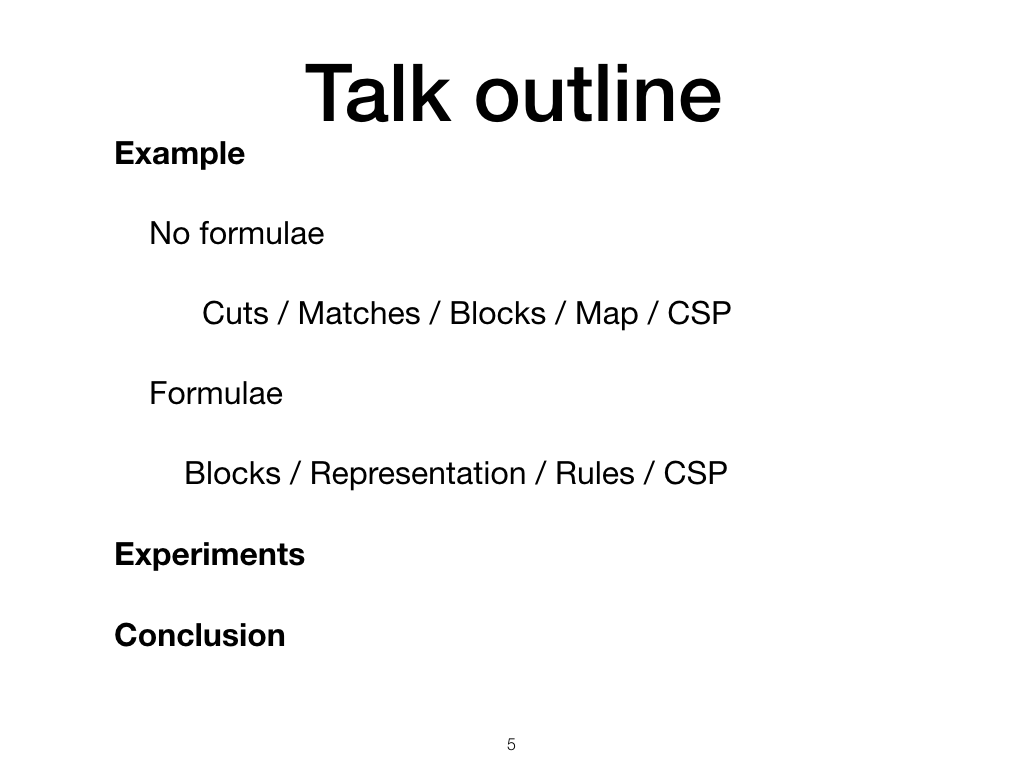 Talk outline
Example
No formulae
Cuts / Matches / Blocks / Map / CSP
Formulae
Blocks / Representation / Rules / CSP
Experiments
Conclusion
5